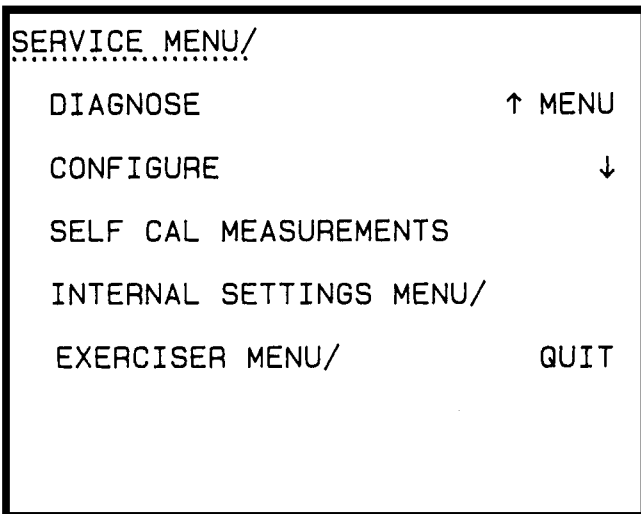 SERVICE MENU/
DIAGNOSE ↑ MENU
CONFIGURE ↓
SELF CAL MEASUREMENTS
INTERNAL SETTINGS MENU/
EXERCISER MENU/ QUIT